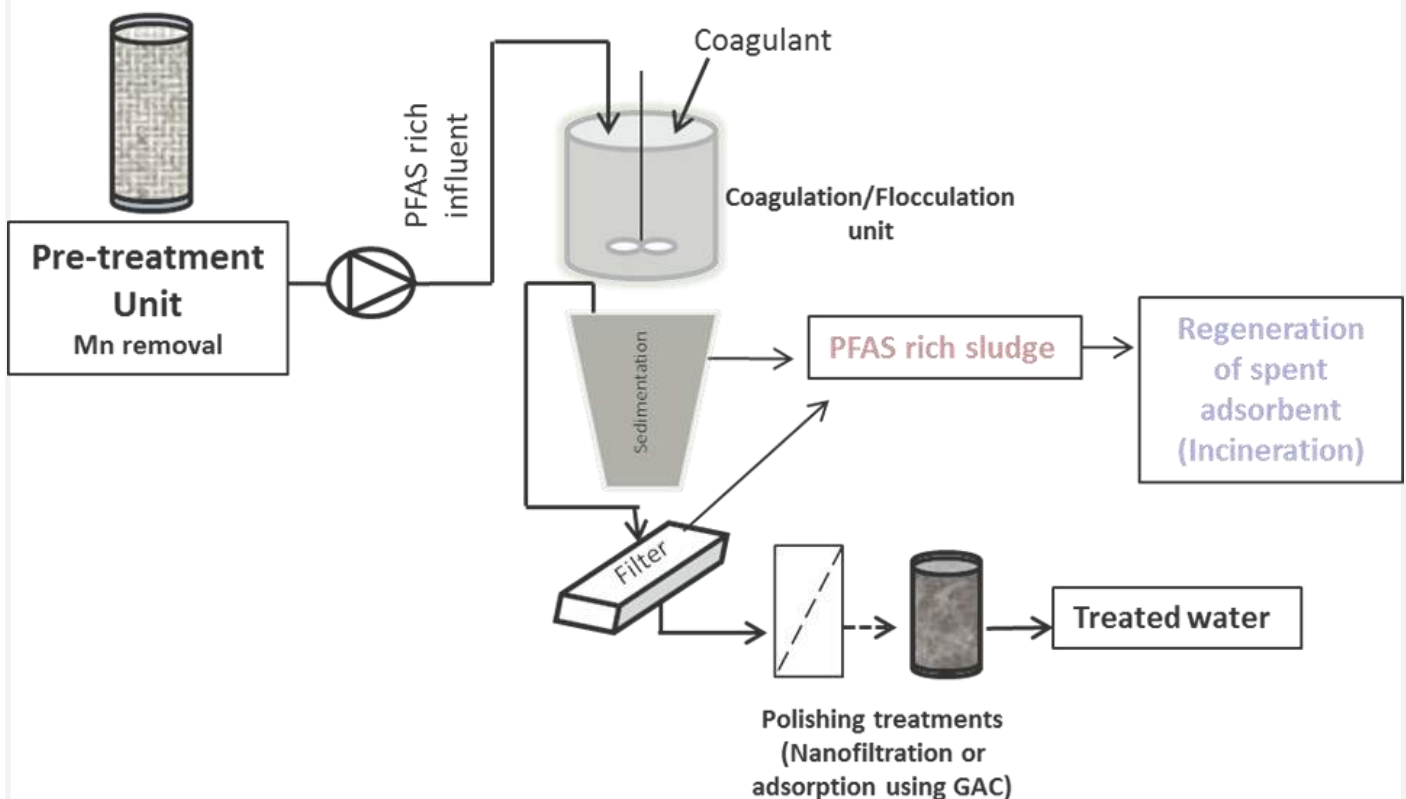 Coagulant
PFAS rich
influent
Coagulation/Flocculation
unit
Pre-treatment
Unit
Mn removal
Sedimentation
PFAS rich sludge
Regeneration
of spent
adsorbent
(Incineration)
Filter
Treated water
Polishing treatments
(Nanofiltration or
adsorption using GAC)